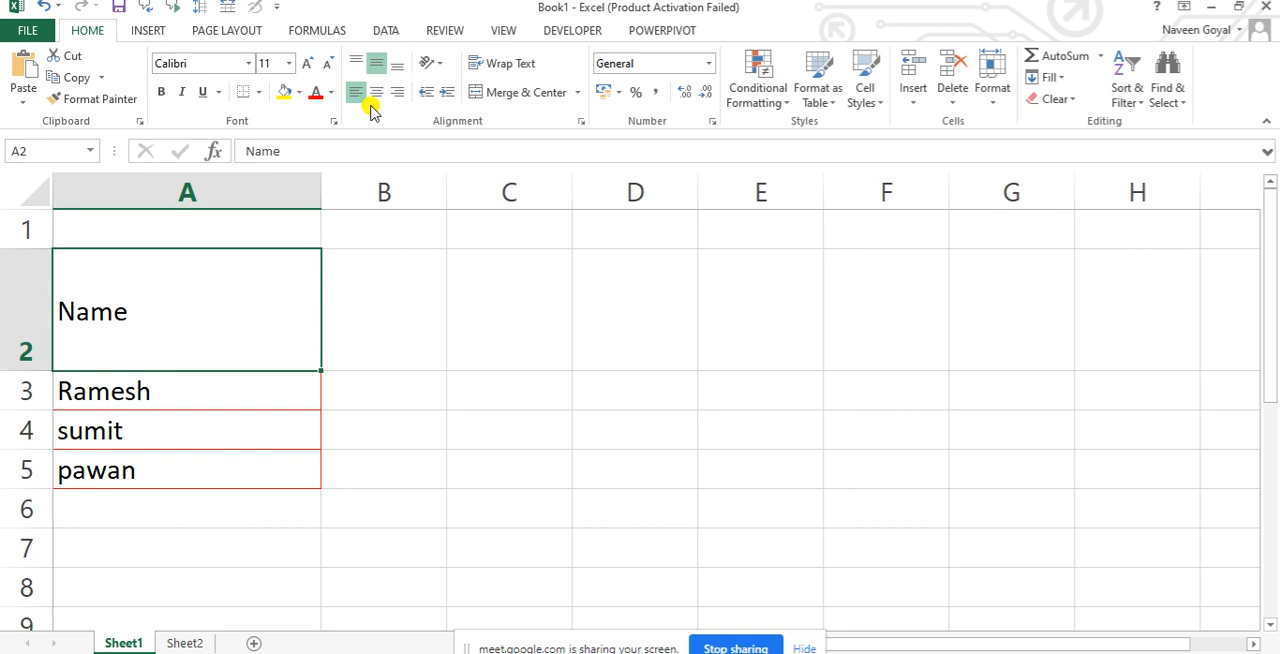 Book1 - Excel (Product Activation Failed)
?
FILE HOME INSERT PAGE LAYOUT FORMULAS DATA REVIEW VIEW DEVELOPER POWERPIVOT Naveen Goyal
Paste
Cut
Copy
Format Painter
Clipboard
Calibri 11
B I U
Font
Wrap Text
Merge & Center
Alignment
General
%
Number
Conditional Formatting
Format as Table
Cell Styles
Styles
Insert
Delete
Format
Cells
AutoSum
Fill
Clear
Sort & Filter
Find & Select
Editing
A2 fx Name
A B C D E F G H
1
2 Name
3 Ramesh
4 sumit
5 pawan
6
7
8
9
Sheet1 Sheet2
meet.google.com is sharing your screen. Stop sharing Hide